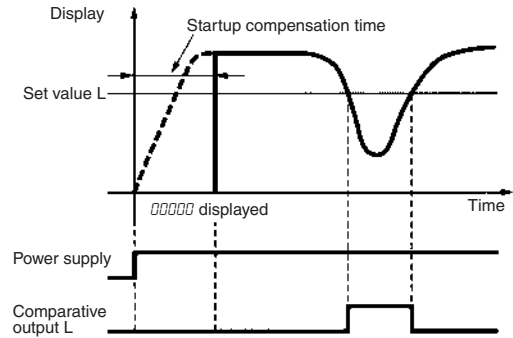 Display
Startup compensation time
Set value L
00000 displayed
Time
Power supply
Comparative
output L